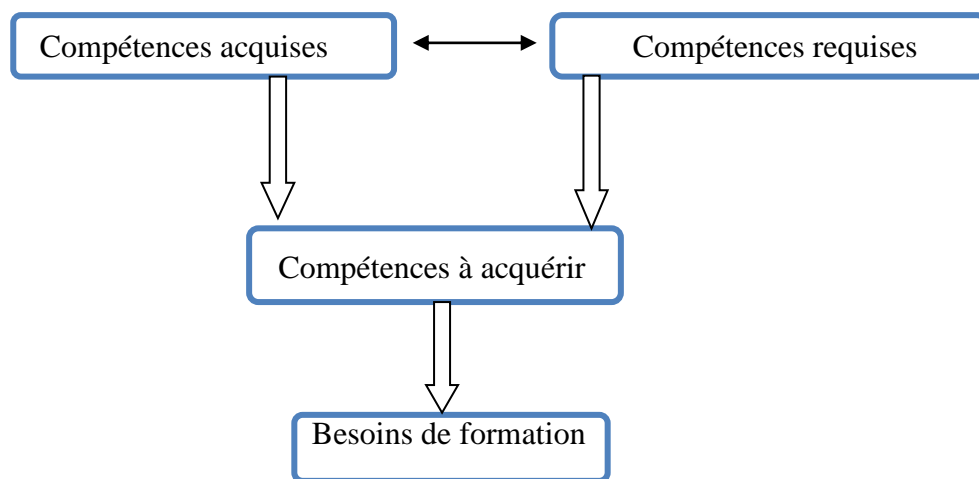 Compétences acquises
Compétences requises
Compétences à acquérir
Besoins de formation